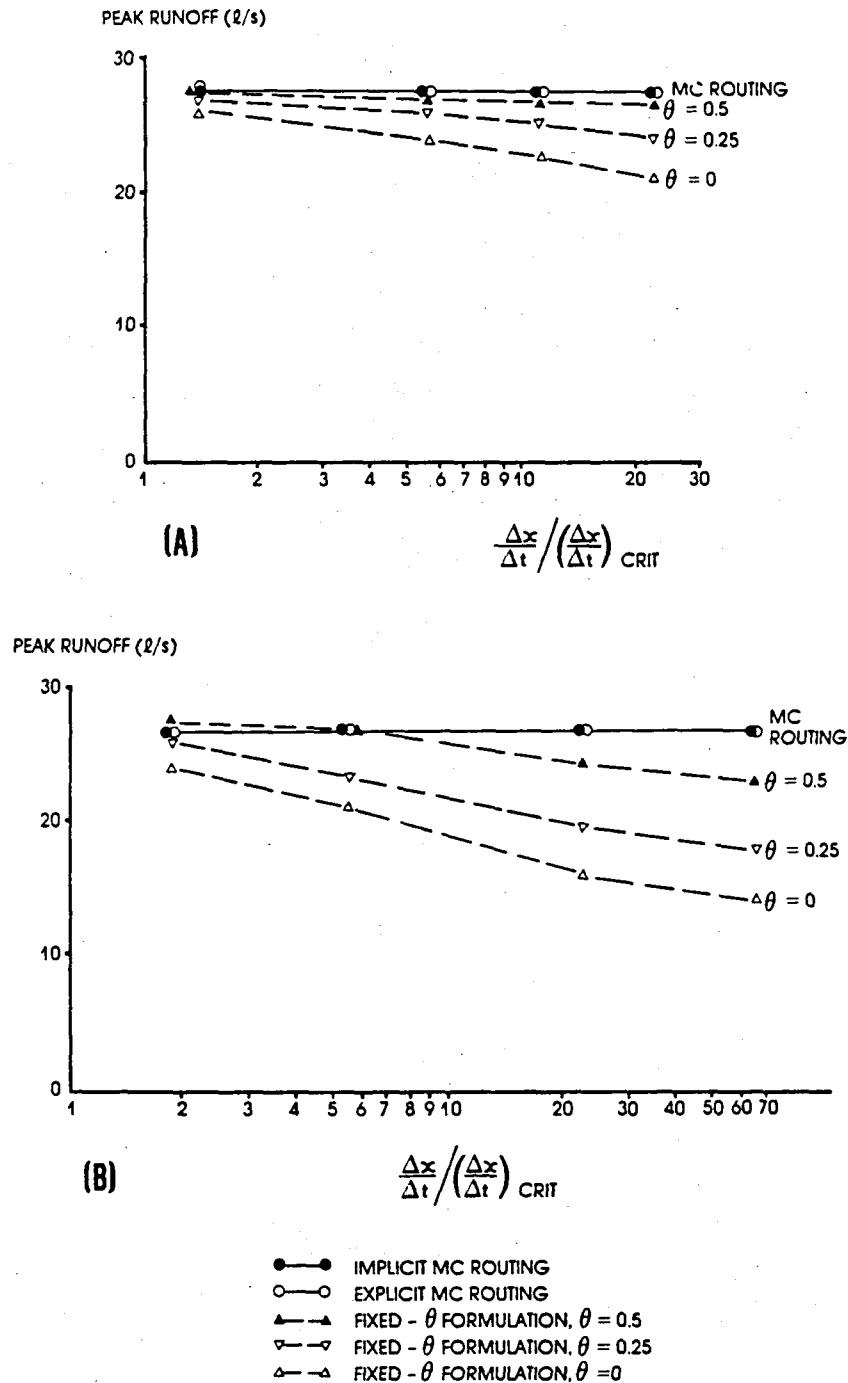 PEAK RUNOFF (ℓ/s)
30
20
10
0
MC ROUTING
θ = 0.5
θ = 0.25
θ = 0
1 2 3 4 5 6 7 8 9 10 20 30
(A)
Δx/Δt / (Δx/Δt) CRIT
PEAK RUNOFF (ℓ/s)
30
20
10
0
MC
ROUTING
θ = 0.5
θ = 0.25
θ = 0
1 2 3 4 5 6 7 8 9 10 20 30 40 50 60 70
(B)
Δx/Δt / (Δx/Δt) CRIT
IMPLICIT MC ROUTING
EXPLICIT MC ROUTING
FIXED - θ FORMULATION, θ = 0.5
FIXED - θ FORMULATION, θ = 0.25
FIXED - θ FORMULATION, θ = 0